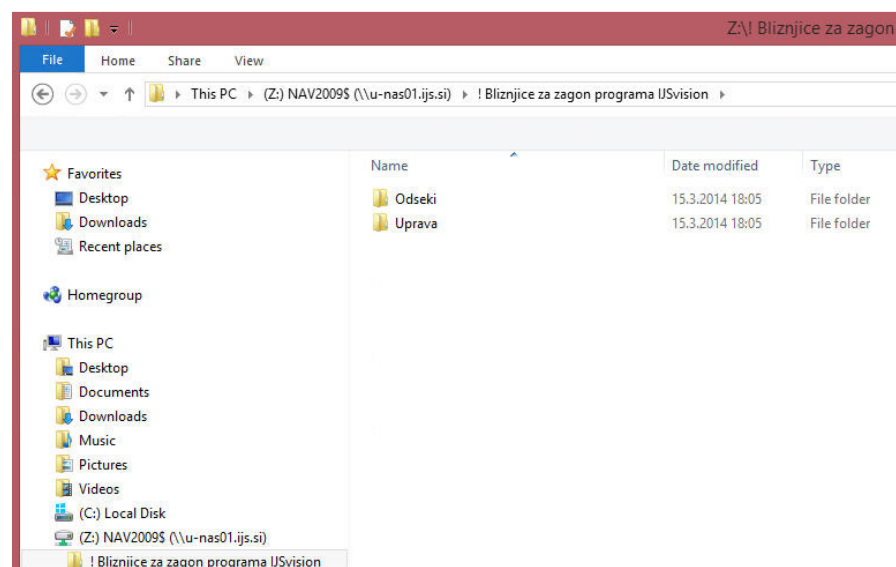 Z:\! Bliznjice za zagon
File Home Share View
This PC (Z:) NAV2009$ (\\u-nas01.ijs.si) ! Bliznjice za zagon programa IJSvision
Name Date modified Type
Favorites
Desktop
Downloads
Recent places
Homegroup
This PC
Desktop
Documents
Downloads
Music
Pictures
Videos
(C:) Local Disk
(Z:) NAV2009$ (\\u-nas01.ijs.si)
! Bliznjice za zagon programa IJSvision
Odseki 15.3.2014 18:05 File folder
Uprava 15.3.2014 18:05 File folder